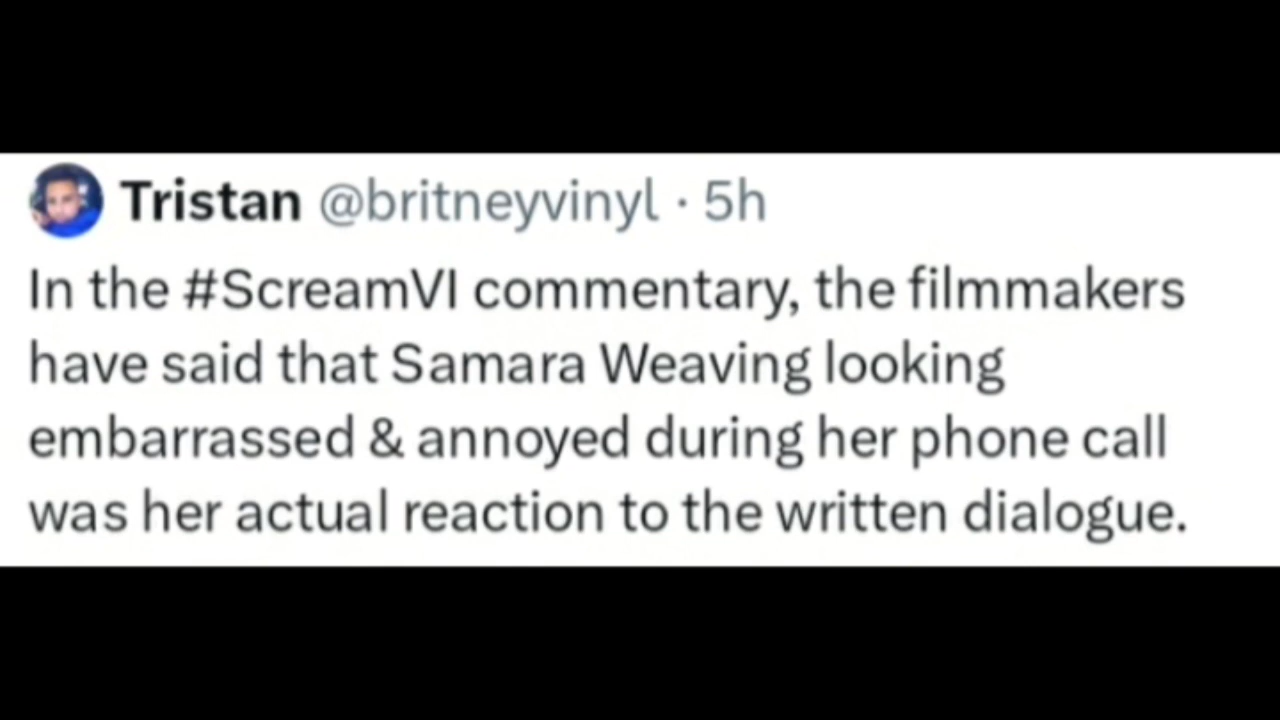 Tristan @britneyvinyl · 5h
In the #ScreamVI commentary, the filmmakers
have said that Samara Weaving looking
embarrassed & annoyed during her phone call
was her actual reaction to the written dialogue.